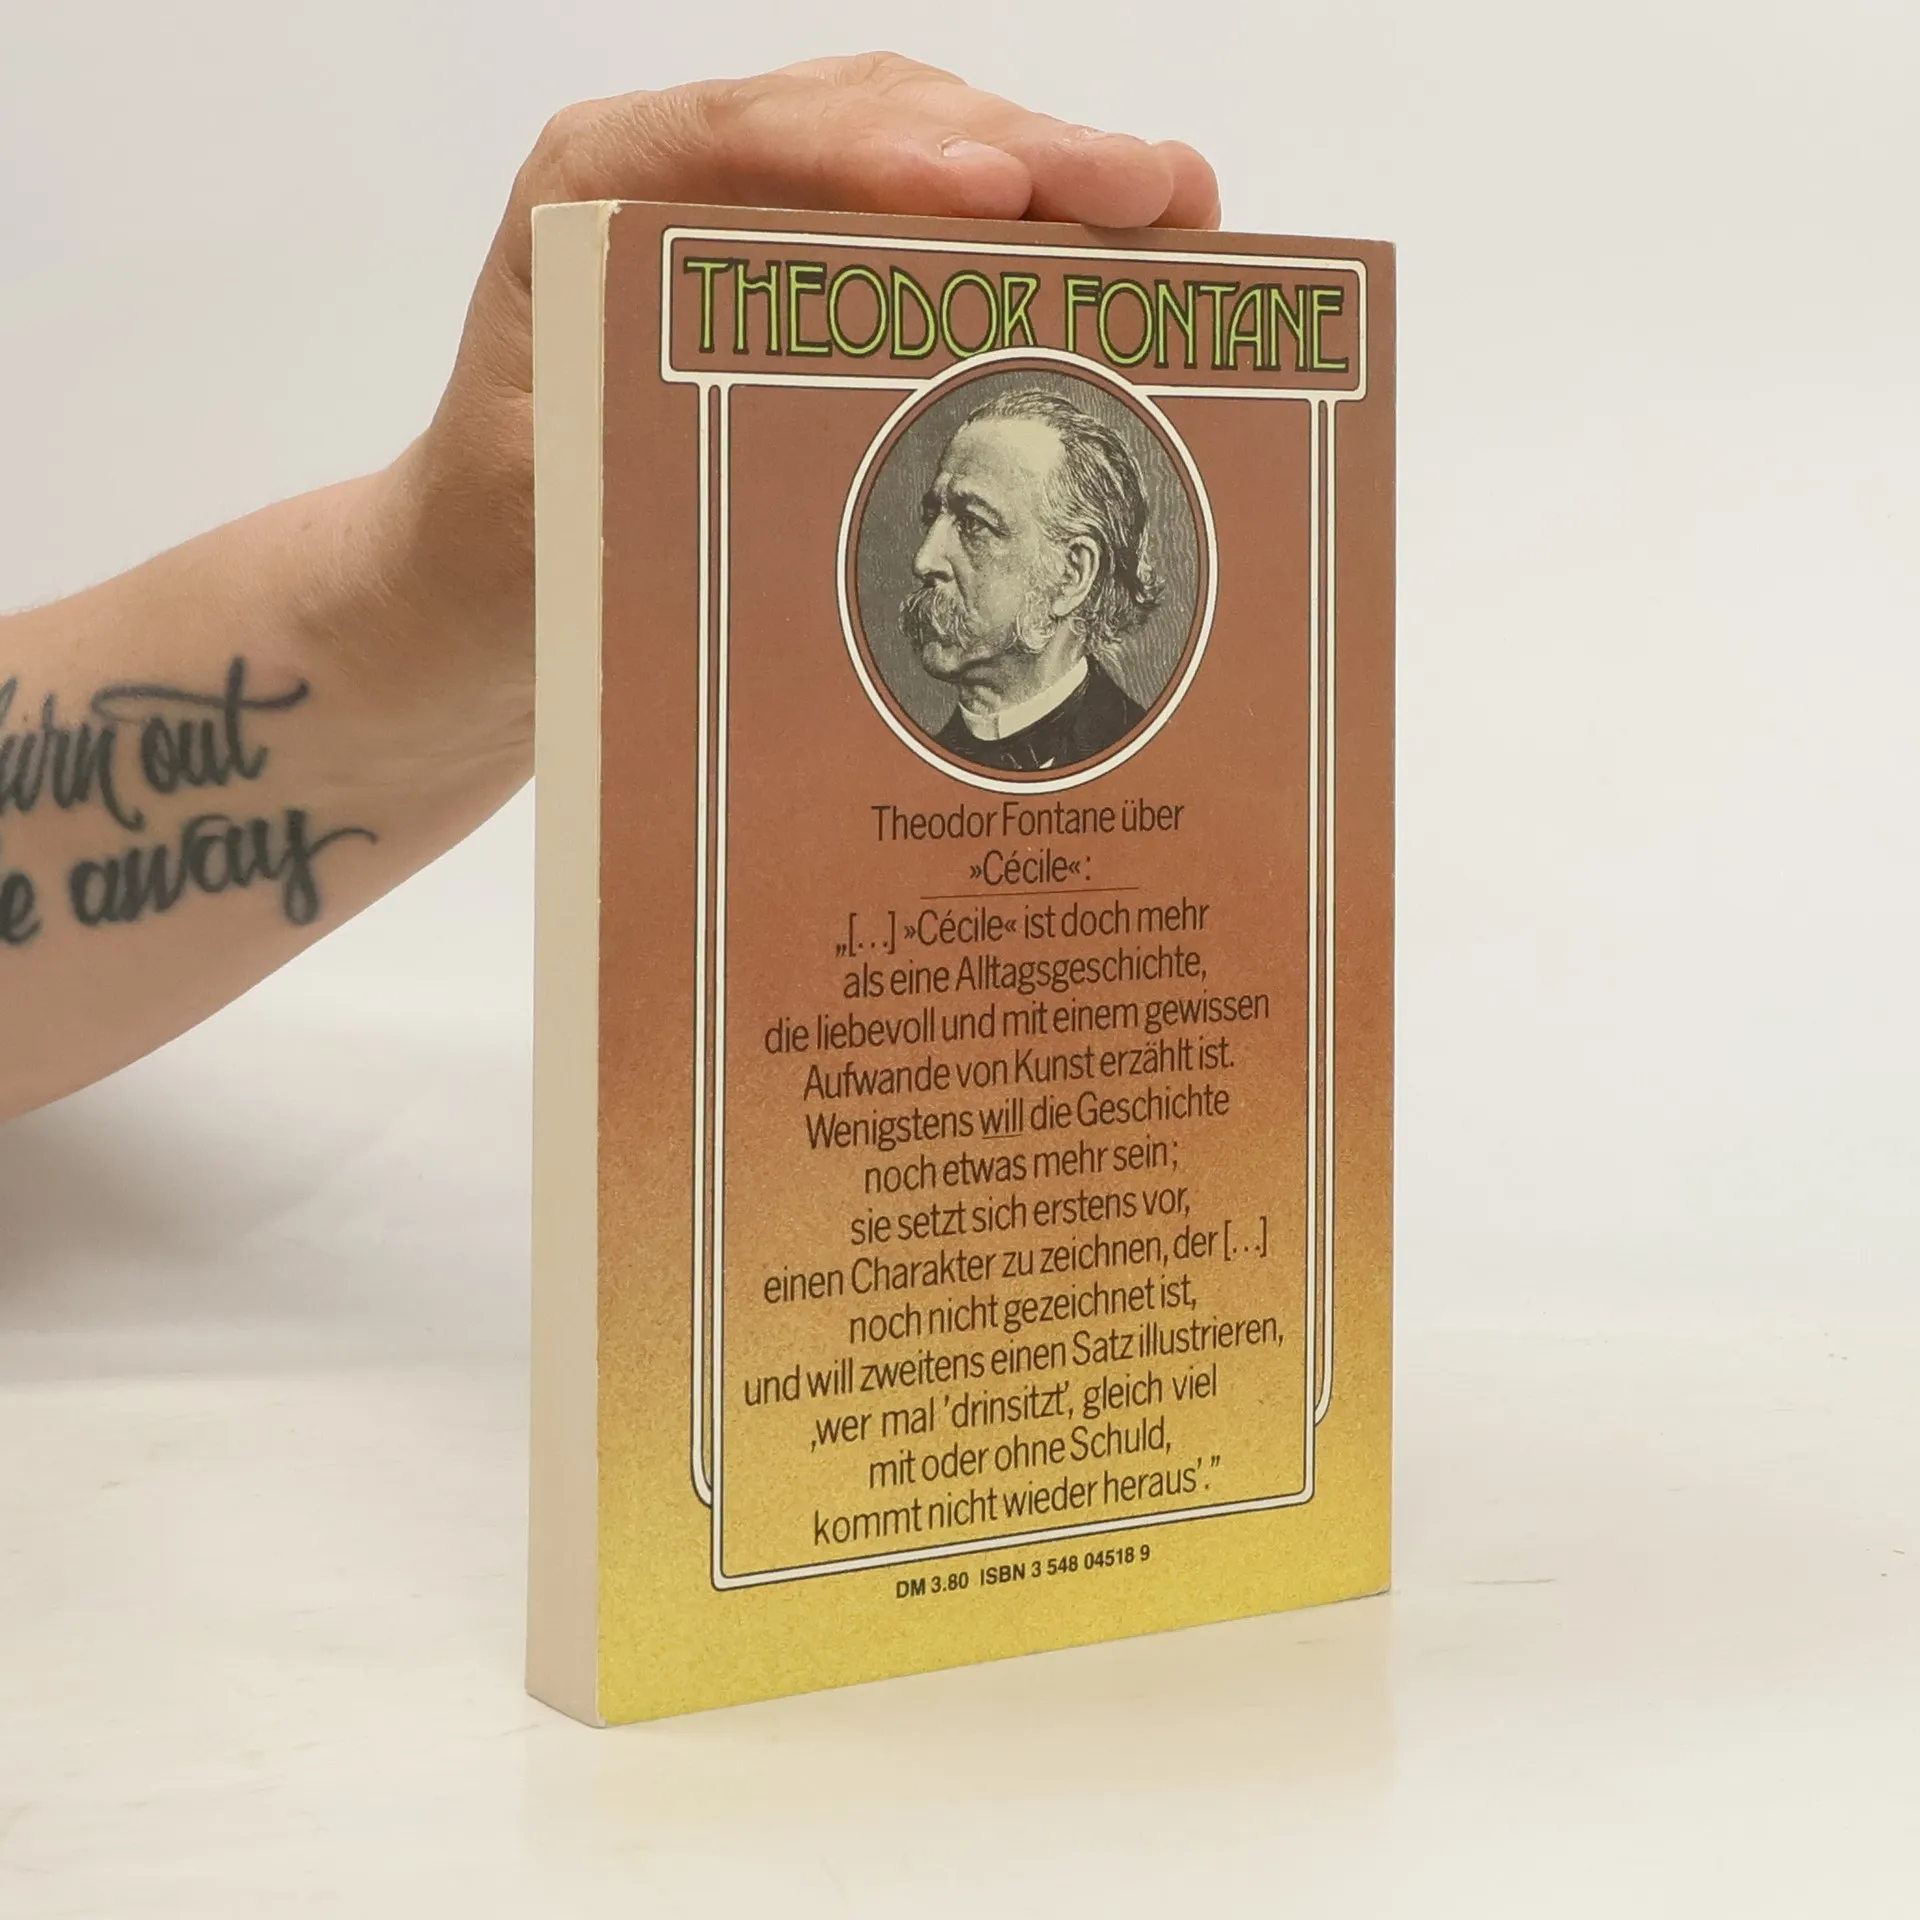 THEODOR FONTANE
Theodor Fontane über
»Cécile«:
„[...] »Cécile« ist doch mehr
als eine Alltagsgeschichte,
die liebevoll und mit einem gewissen
Aufwande von Kunst erzählt ist.
Wenigstens will die Geschichte
noch etwas mehr sein;
sie setzt sich erstens vor,
einen Charakter zu zeichnen, der [...]
noch nicht gezeichnet ist,
und will zweitens einen Satz illustrieren,
‚wer mal 'drinsitzt', gleich viel
mit oder ohne Schuld,
kommt nicht wieder heraus'.”
DM 3.80 ISBN 3 548 04518 9
out
away